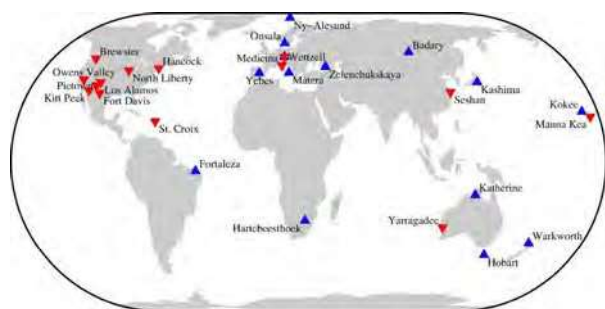 Ny-Alesund
Onsala
Badary
Brewster
Hancock
Medicina
Wettzell
Owens Valley
North Liberty
Zelenchukskaya
Pietown
Los Alamos
Yebes
Matera
Kashima
Kitt Peak
Fort Davis
Seshan
Kokee
Mauna Kea
St. Croix
Fortaleza
Katherine
Hartebeesthoek
Yarragadee
Warkworth
Hobart